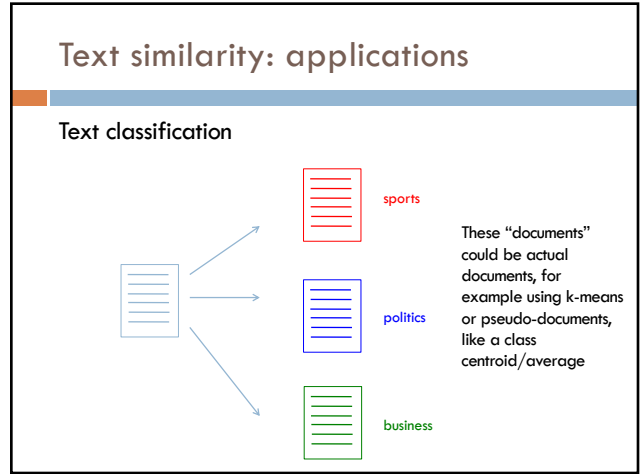 Text similarity: applications
Text classification
sports
These “documents”
could be actual
documents, for
example using k-means
or pseudo-documents,
like a class
centroid/average
politics
business